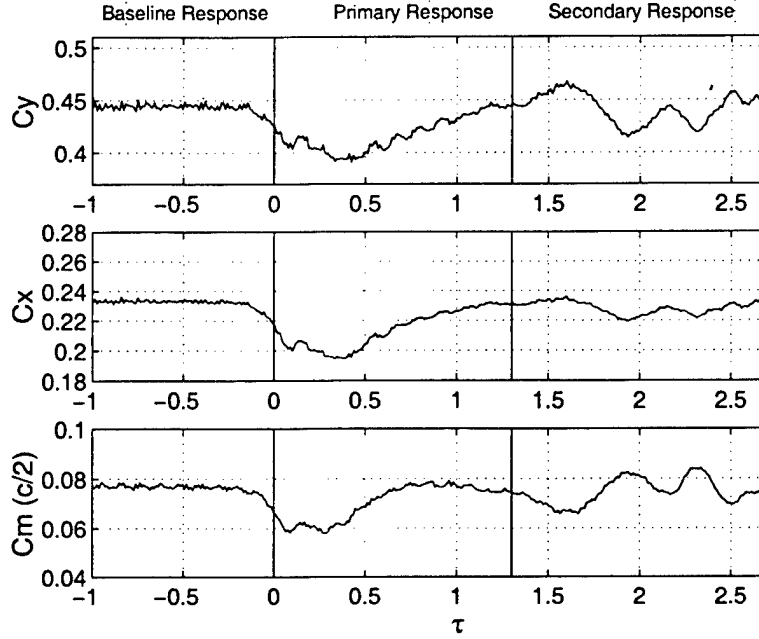 Baseline Response Primary Response Secondary Response
0.5
0.45
0.4
Cy
-1 -0.5 0 0.5 1 1.5 2 2.5
0.28
0.26
0.24
0.22
0.2
0.18
Cx
-1 -0.5 0 0.5 1 1.5 2 2.5
0.1
0.08
0.06
0.04
Cm (c/2)
-1 -0.5 0 0.5 1 1.5 2 2.5
τ